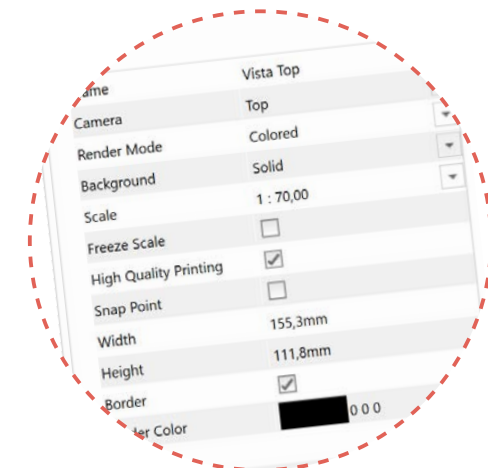 ame Vista Top
Camera Top
Render Mode Colored
Background Solid
Scale 1 : 70,00
Freeze Scale
High Quality Printing
Snap Point
Width 155,3mm
Height 111,8mm
Border
der Color 0 0 0